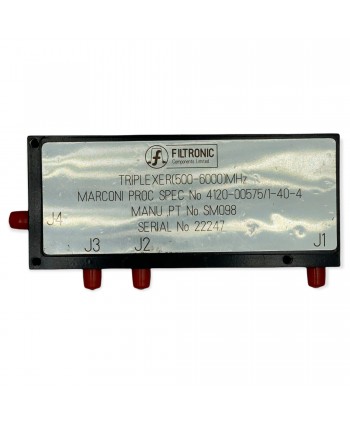 FILTRONIC
Components Limited
TRIPLEXER(500-6000)MHz
MARCONI PROC SPEC No 4120-00575/1-40-4
MANU PT No SM098
SERIAL No 22247
J4
J3
J2
J1